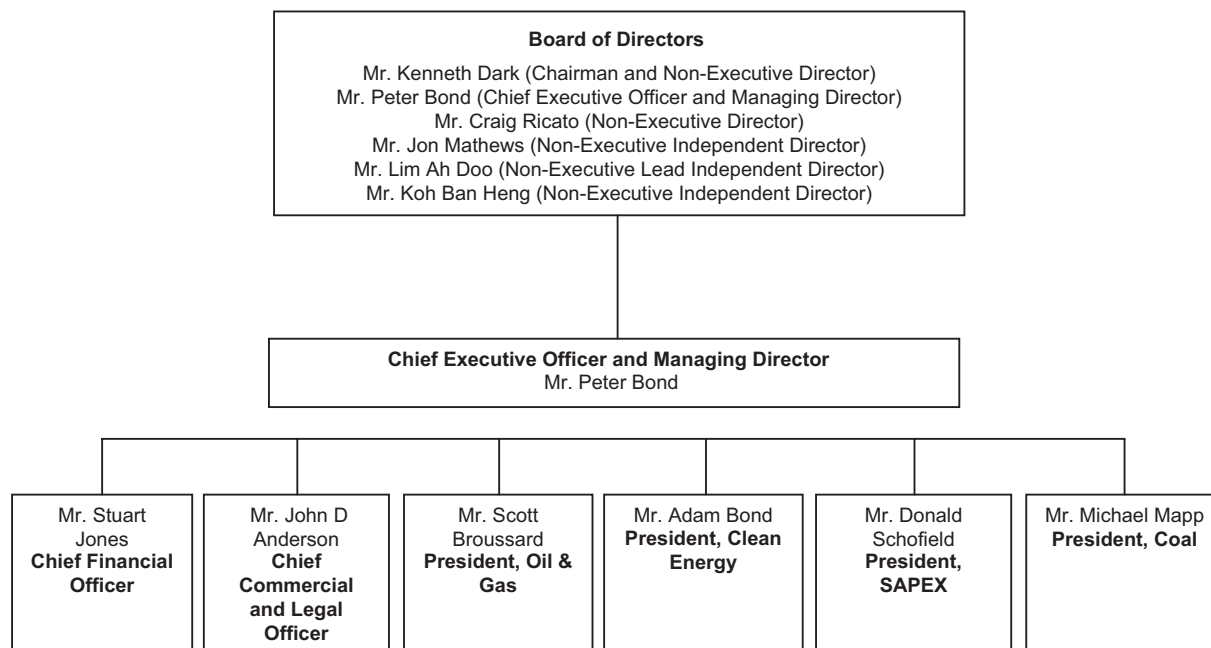 Board of Directors
Mr. Kenneth Dark (Chairman and Non-Executive Director)
Mr. Peter Bond (Chief Executive Officer and Managing Director)
Mr. Craig Ricato (Non-Executive Director)
Mr. Jon Mathews (Non-Executive Independent Director)
Mr. Lim Ah Doo (Non-Executive Lead Independent Director)
Mr. Koh Ban Heng (Non-Executive Independent Director)
Chief Executive Officer and Managing Director
Mr. Peter Bond
Mr. Stuart
Jones
Chief Financial
Officer
Mr. John D
Anderson
Chief
Commercial
and Legal
Officer
Mr. Scott
Broussard
President, Oil &
Gas
Mr. Adam Bond
President, Clean
Energy
Mr. Donald
Schofield
President,
SAPEX
Mr. Michael Mapp
President, Coal